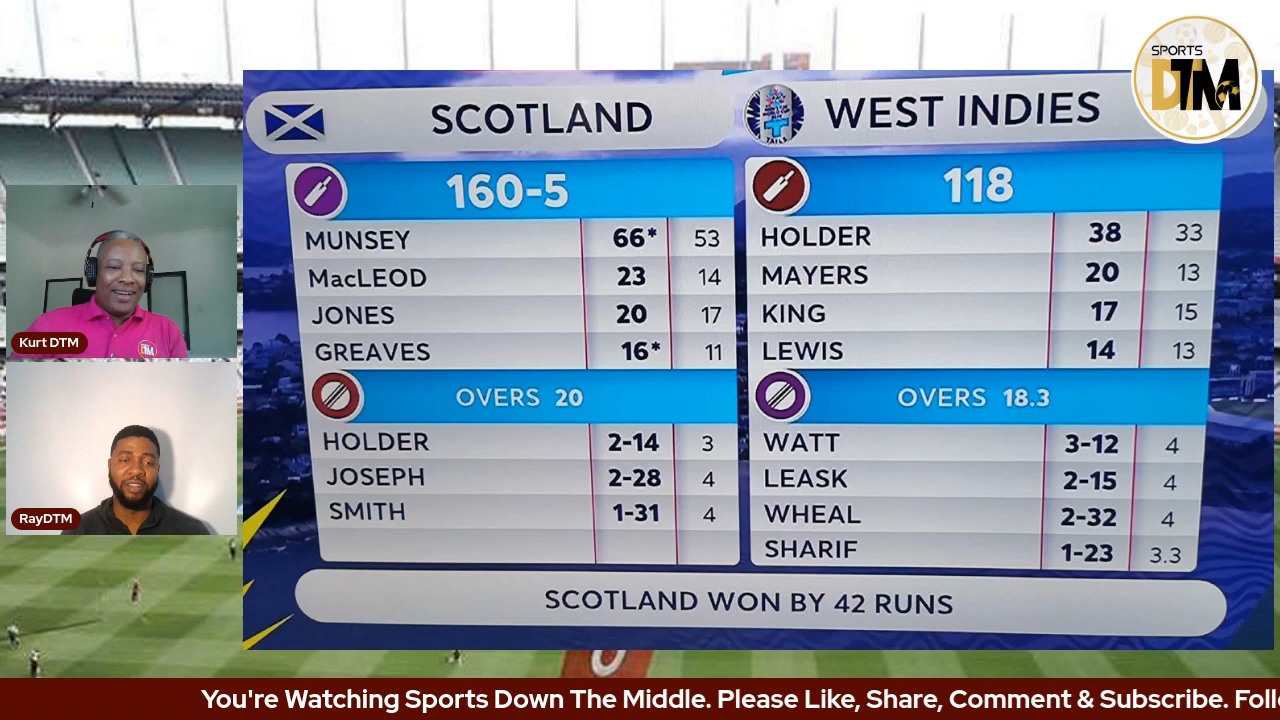 SPORTS
DTM
SCOTLAND
TAILS
WEST INDIES
160-5
MUNSEY 66* 53
MacLEOD 23 14
JONES 20 17
GREAVES 16* 11
OVERS 20
HOLDER 2-14 3
JOSEPH 2-28 4
SMITH 1-31 4
118
HOLDER 38 33
MAYERS 20 13
KING 17 15
LEWIS 14 13
OVERS 18.3
WATT 3-12 4
LEASK 2-15 4
WHEAL 2-32 4
SHARIF 1-23 3.3
SCOTLAND WON BY 42 RUNS
Kurt DTM
RayDTM
You're Watching Sports Down The Middle. Please Like, Share, Comment & Subscribe. Foll